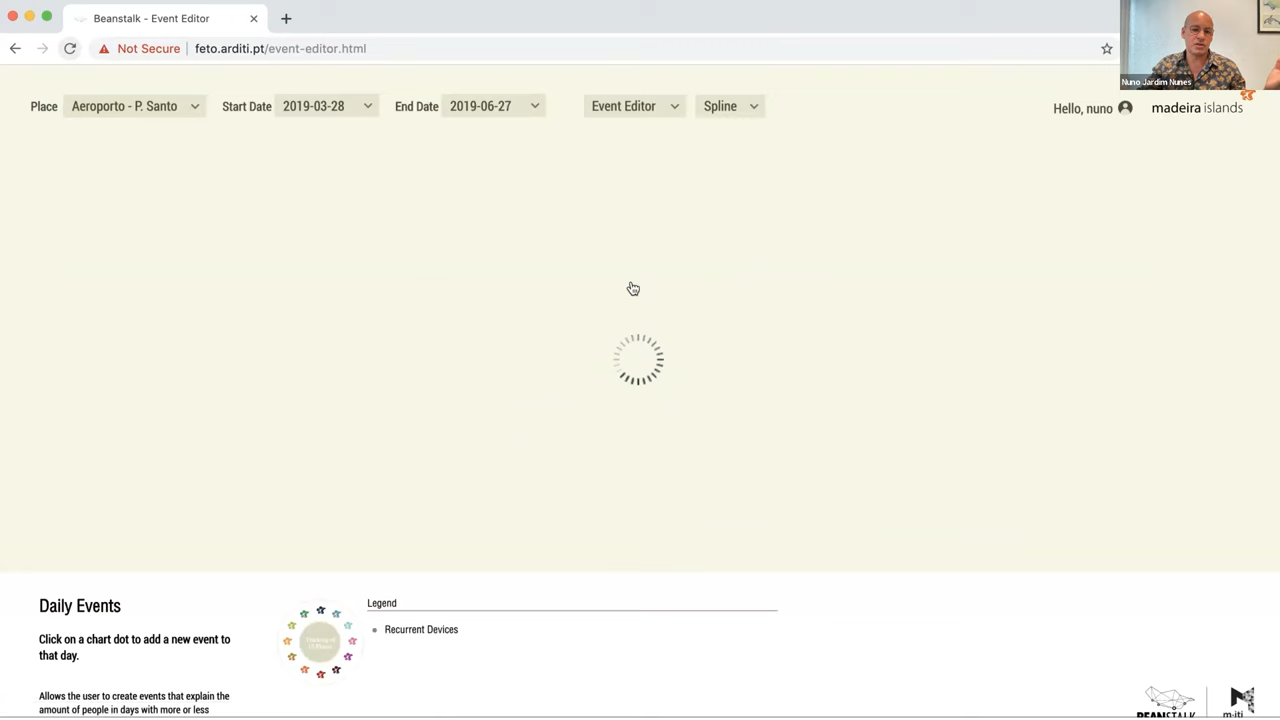 Beanstalk - Event Editor
Not Secure
feto.arditi.pt/event-editor.html
Nuno Jardim Nunes
Place
Aeroporto - P. Santo
Start Date
2019-03-28
End Date
2019-06-27
Event Editor
Spline
Hello, nuno
madeira islands
Daily Events
Click on a chart dot to add a new event to
that day.
Allows the user to create events that explain the
amount of people in days with more or less
Legend
Recurrent Devices
BEANSTALK
m-iti